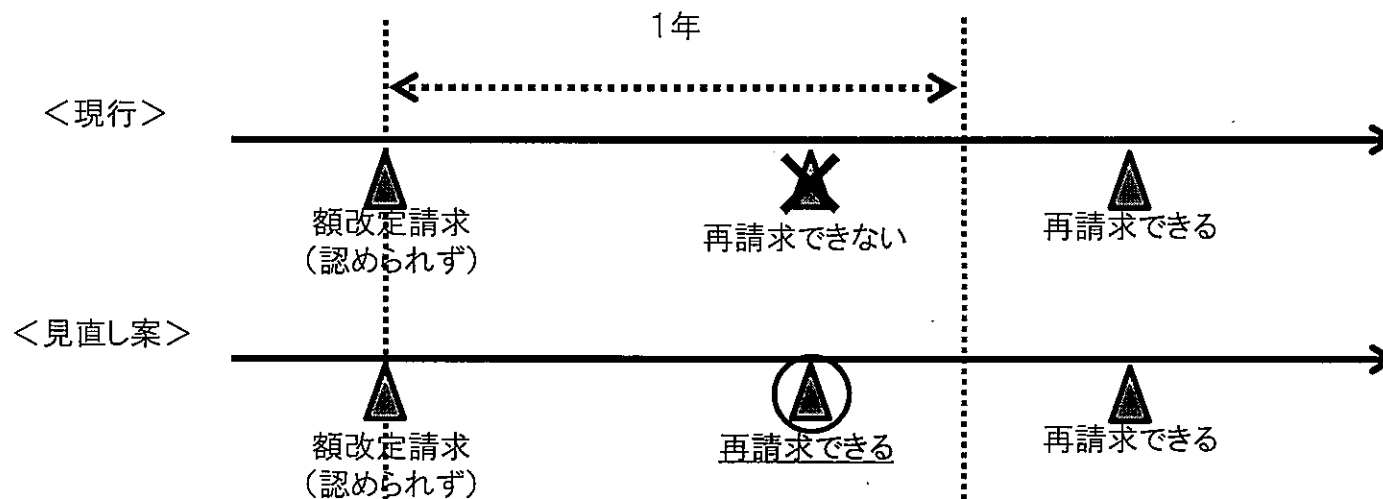 1年
＜現行＞
額改定請求
（認められず）
再請求できない
再請求できる
＜見直し案＞
額改定請求
（認められず）
再請求できる
再請求できる